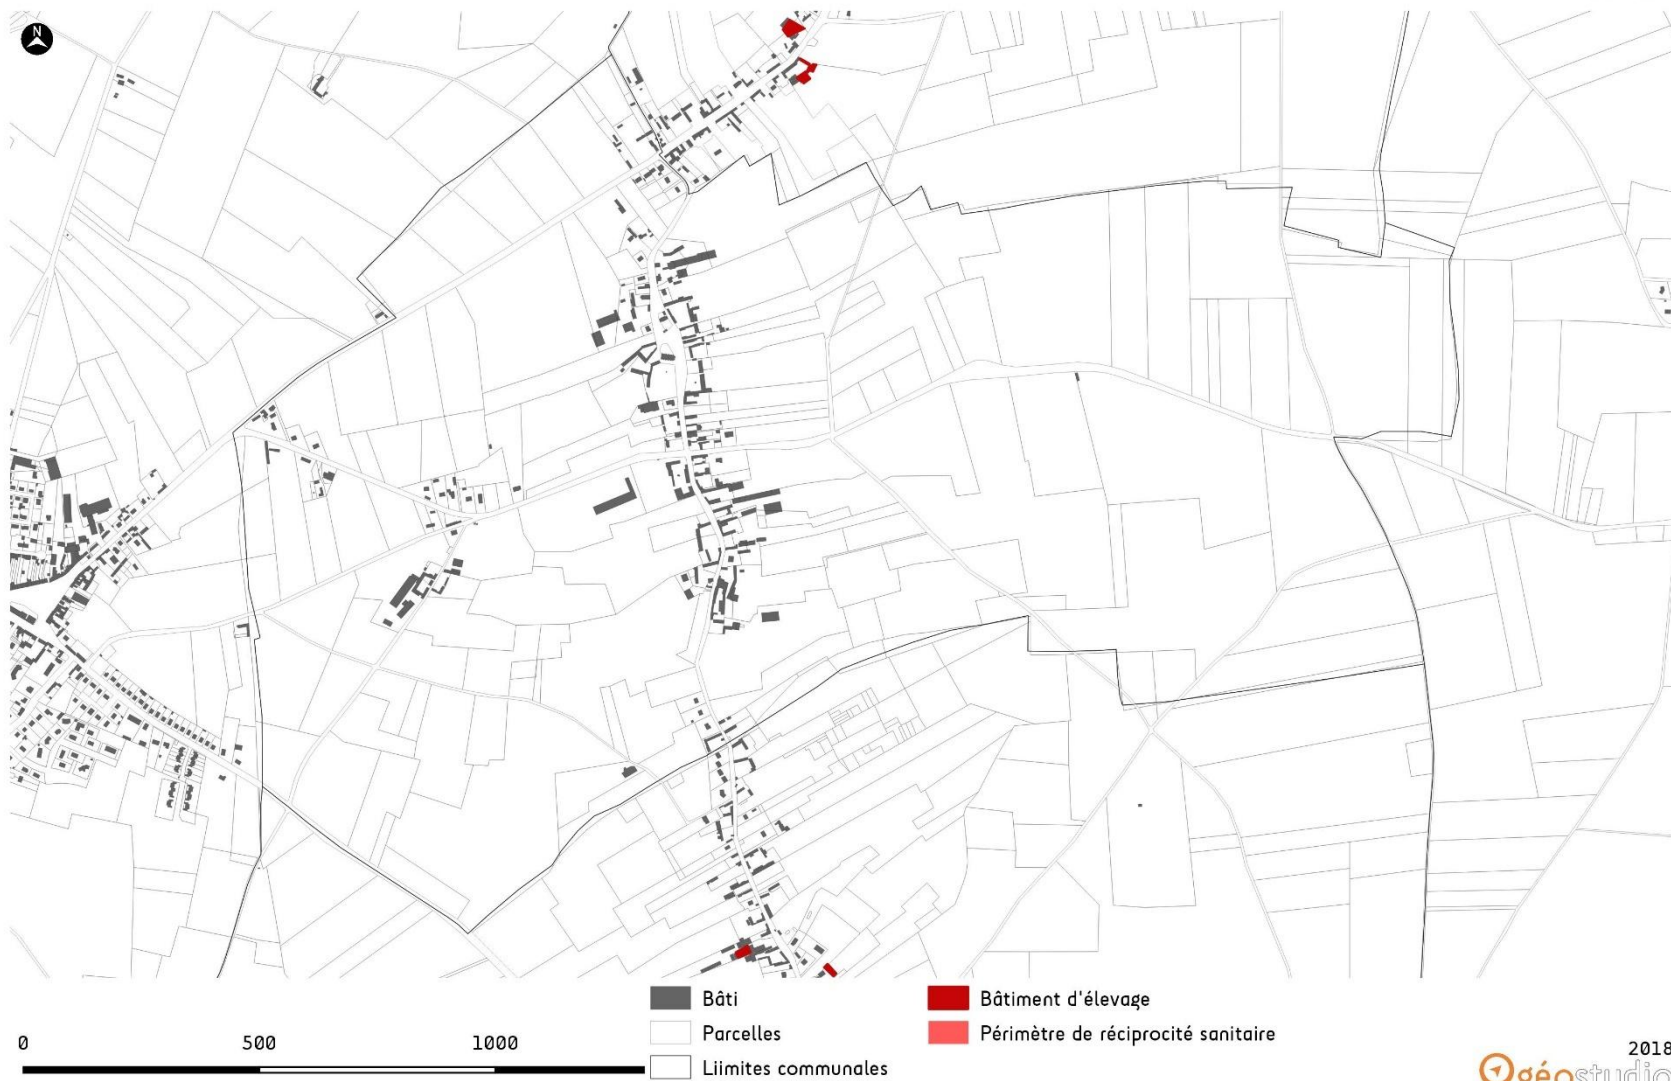 N
Bâti
Parcelles
Liimites communales
Bâtiment d'élevage
Périmètre de réciprocité sanitaire
0 500 1000
2018
géostudio